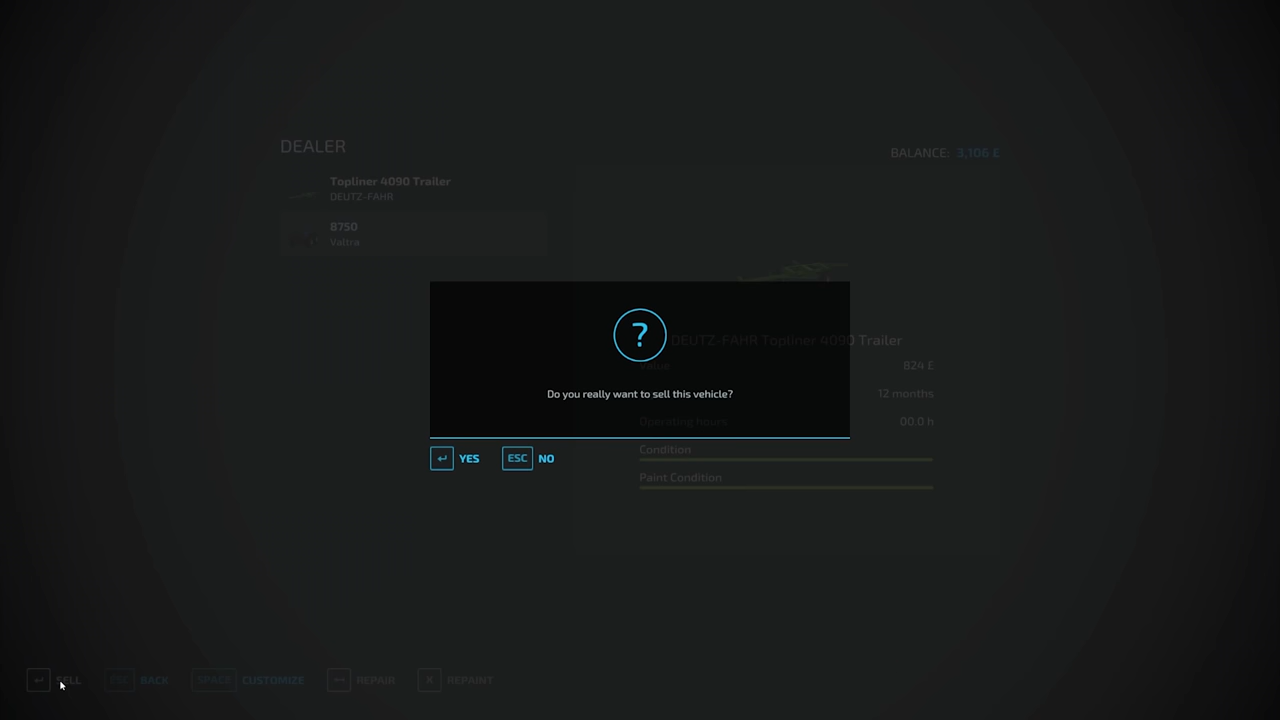 DEALER
BALANCE: 3,106 £
Topliner 4090 Trailer
DEUTZ-FAHR
8750
Valtra
?
DEUTZ-FAHR Topliner 4090 Trailer
Value 824 £
Do you really want to sell this vehicle?
12 months
Operating hours 00.0 h
Condition
ESC NO
YES
Paint Condition
SELL
ESC BACK
SPACE CUSTOMIZE
REPAIR
X REPAINT